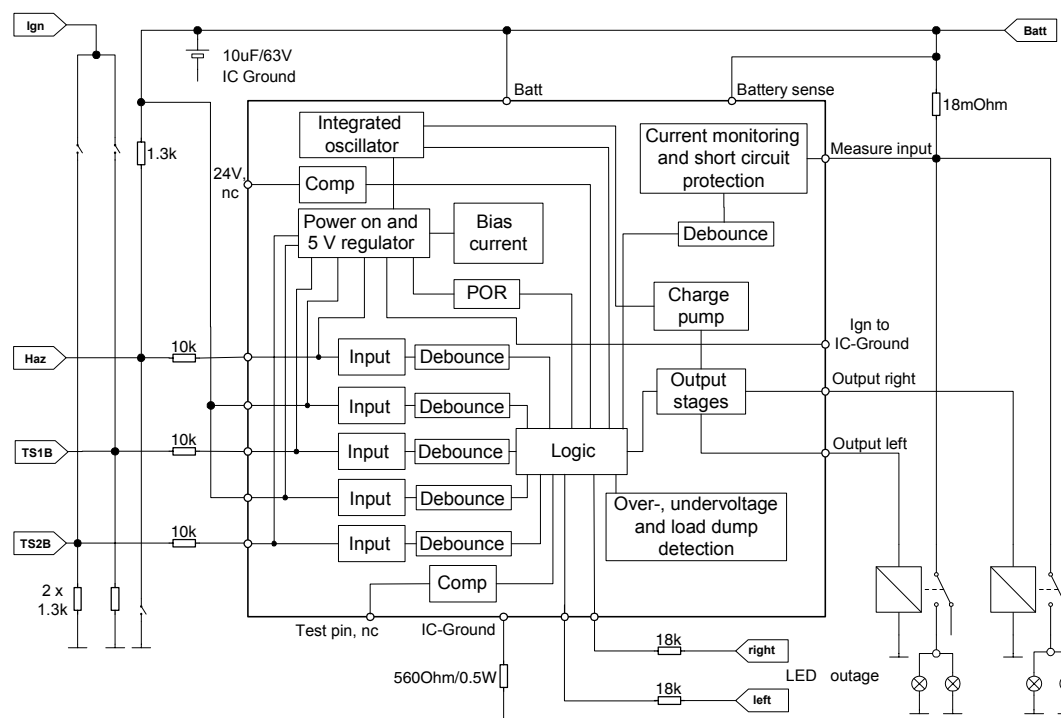 Ign
10uF/63V
IC Ground
Batt
Batt
Battery sense
18mOhm
1.3k
Integrated
oscillator
Current monitoring
and short circuit
protection
Measure input
24V,
nc
Comp
Power on and
5 V regulator
Bias
current
Debounce
POR
Charge
pump
Ign to
IC-Ground
Haz
10k
Input
Debounce
Output
stages
Output right
Input
Debounce
TS1B
10k
Input
Debounce
Logic
Output left
Input
Debounce
Over-, undervoltage
and load dump
detection
TS2B
10k
Input
Debounce
2 x
1.3k
Comp
Test pin, nc
IC-Ground
18k
right
560Ohm/0.5W
LED outage
18k
left